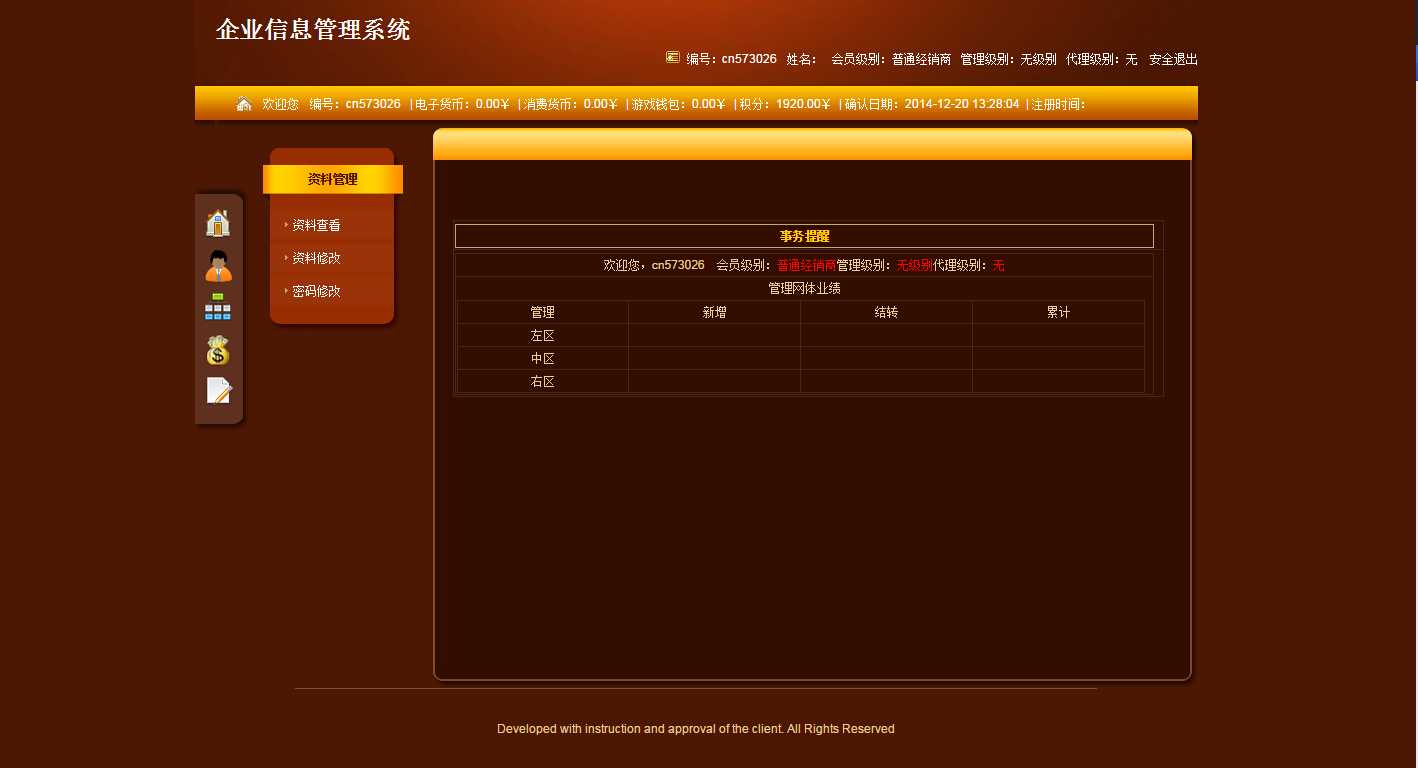 企业信息管理系统
编号：cn573026 姓名： 会员级别：普通经销商 管理级别：无级别 代理级别：无 安全退出
欢迎您 编号：cn573026 |电子货币：0.00￥ |消费货币：0.00￥ |游戏钱包：0.00￥ |积分：1920.00￥ |确认日期：2014-12-20 13:28:04 |注册时间：
资料管理
资料查看
资料修改
密码修改
事务提醒
欢迎您，cn573026 会员级别：普通经销商管理级别：无级别代理级别：无
管理网体业绩
管理 新增 结转 累计
左区
中区
右区
Developed with instruction and approval of the client. All Rights Reserved